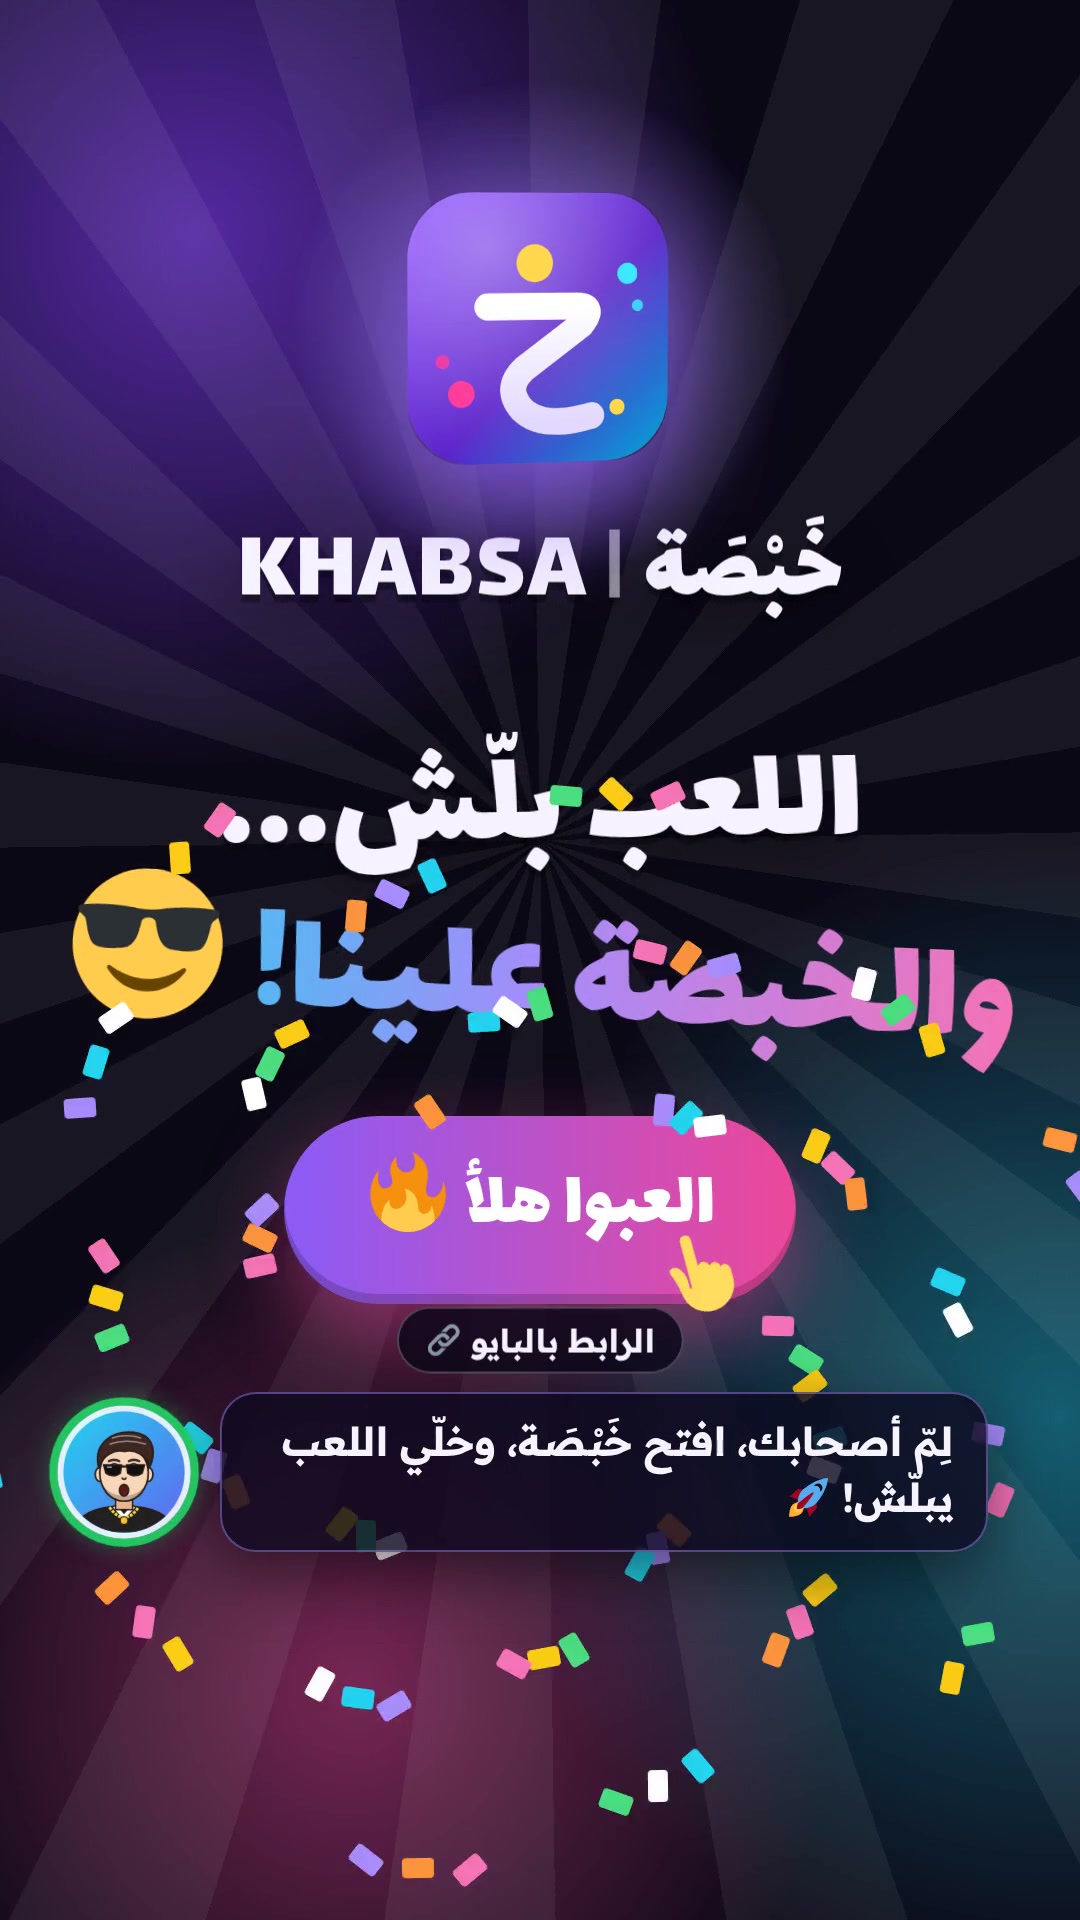 خ
KHABSA | خَبْصَة
اللعب بلّش...
والخبصة علينا! 😎
العبوا هلأ 🔥
الرابط بالبايو 🔗
لِمّ أصحابك، افتح خَبْصَة، وخلّي اللعب
يبلّش! 🚀